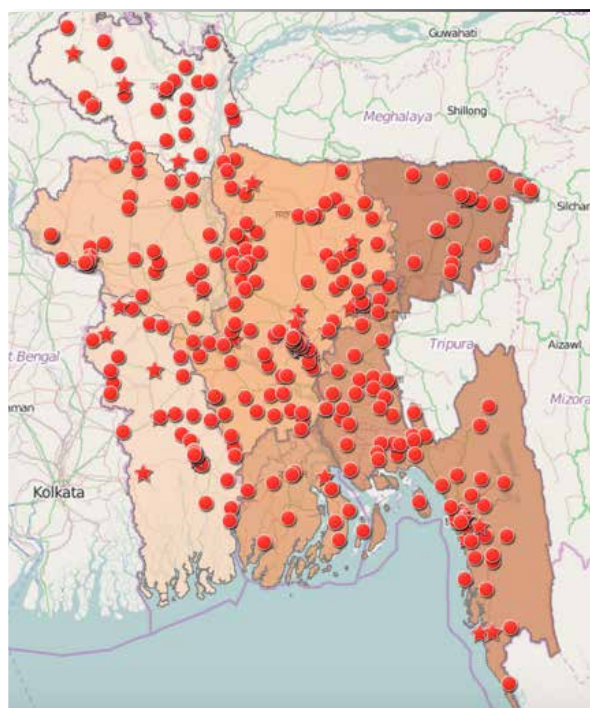 Guwahati
Shillong
Meghalaya
Silchar
t Bengal
Tripura
Aizawl
Mizora
aman
Kolkata